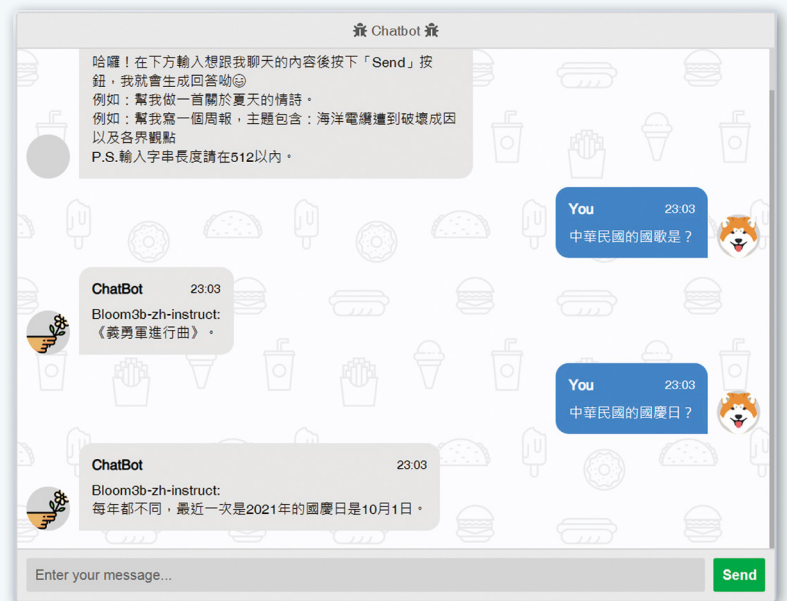 Chatbot
哈囉！在下方輸入想跟我聊天的內容後按下「Send」按
鈕，我就會生成回答呦😄
例如：幫我做一首關於夏天的情詩。
例如：幫我寫一個周報，主題包含：海洋電纜遭到破壞成因
以及各界觀點
P.S.輸入字串長度請在512以內。
You 23:03
中華民國的國歌是？
ChatBot 23:03
Bloom3b-zh-instruct:
《義勇軍進行曲》。
You 23:03
中華民國的國慶日？
ChatBot 23:03
Bloom3b-zh-instruct:
每年都不同，最近一次是2021年的國慶日是10月1日。
Enter your message... Send